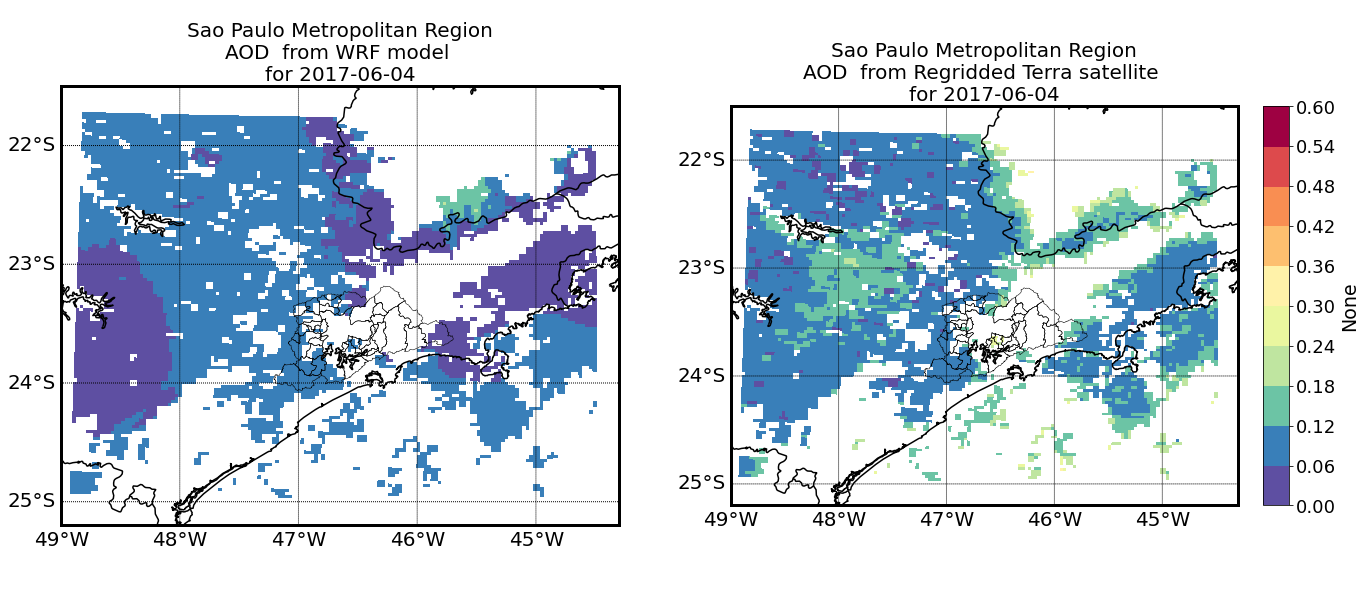 Sao Paulo Metropolitan Region
AOD  from WRF model
for 2017-06-04
22°S
23°S
24°S
25°S
49°W
48°W
47°W
46°W
45°W
Sao Paulo Metropolitan Region
AOD  from Regridded Terra satellite
for 2017-06-04
22°S
23°S
24°S
25°S
49°W
48°W
47°W
46°W
45°W
0.60
0.54
0.48
0.42
0.36
0.30
0.24
0.18
0.12
0.06
0.00
None